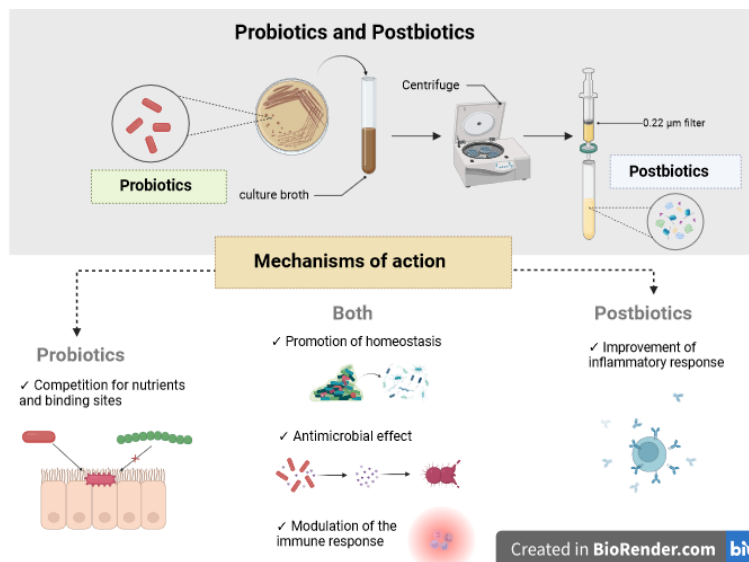 Probiotics and Postbiotics
Centrifuge
0.22 µm filter
Probiotics
culture broth
Postbiotics
Mechanisms of action
Probiotics
✓ Competition for nutrients
and binding sites
Both
✓ Promotion of homeostasis
✓ Antimicrobial effect
✓ Modulation of the
immune response
Postbiotics
✓ Improvement of
inflammatory response
Created in BioRender.com